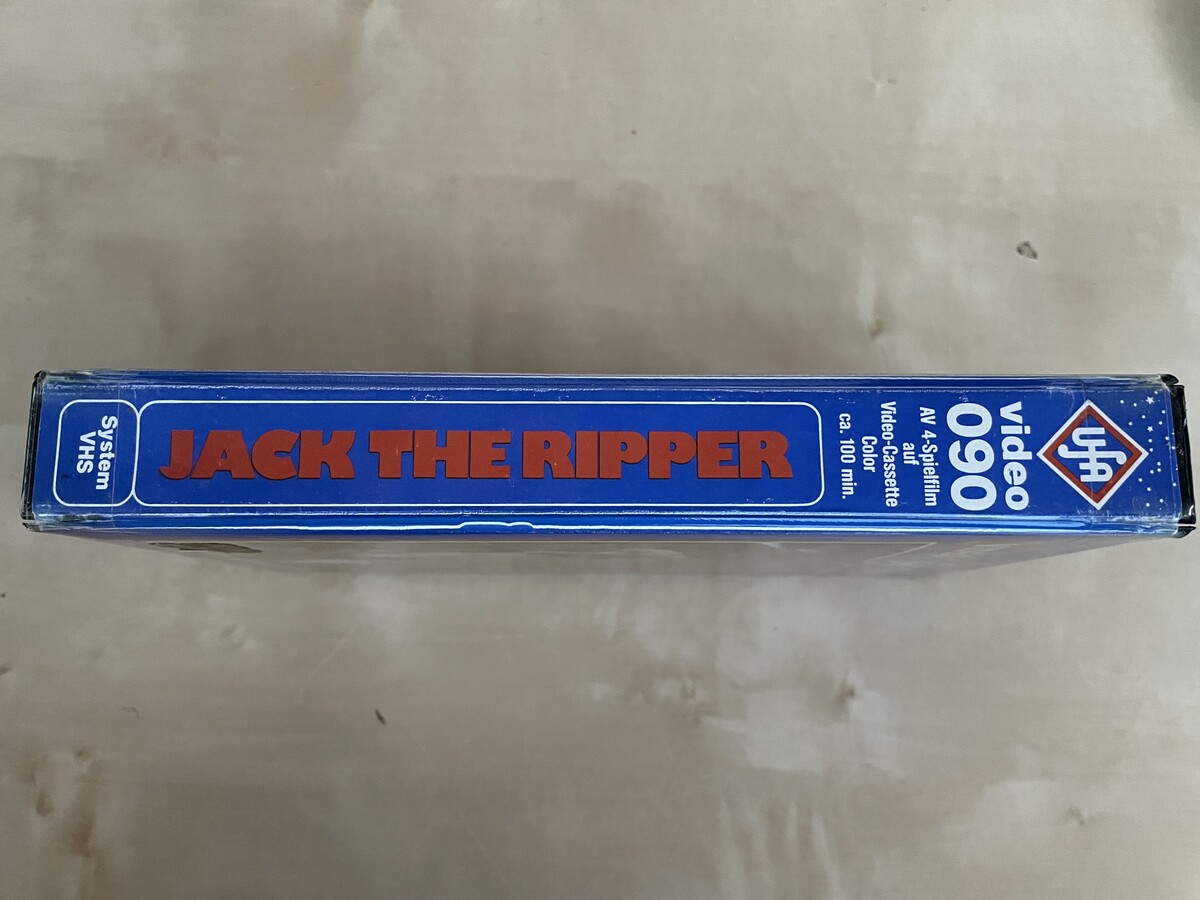 UfA
video
090
AV 4-Spielfilm
auf
Video-Cassette
Color
ca. 100 min.
JACK THE RIPPER
System
VHS